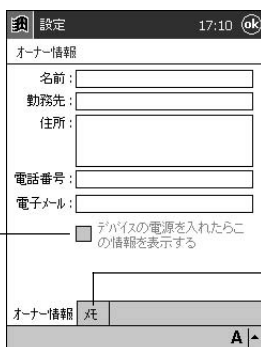 設定 17:10 ok
オーナー情報
名前:
勤務先:
住所:
電話番号:
電子メール:
デバイスの電源を入れたらこ
の情報を表示する
オーナー情報 メモ
A